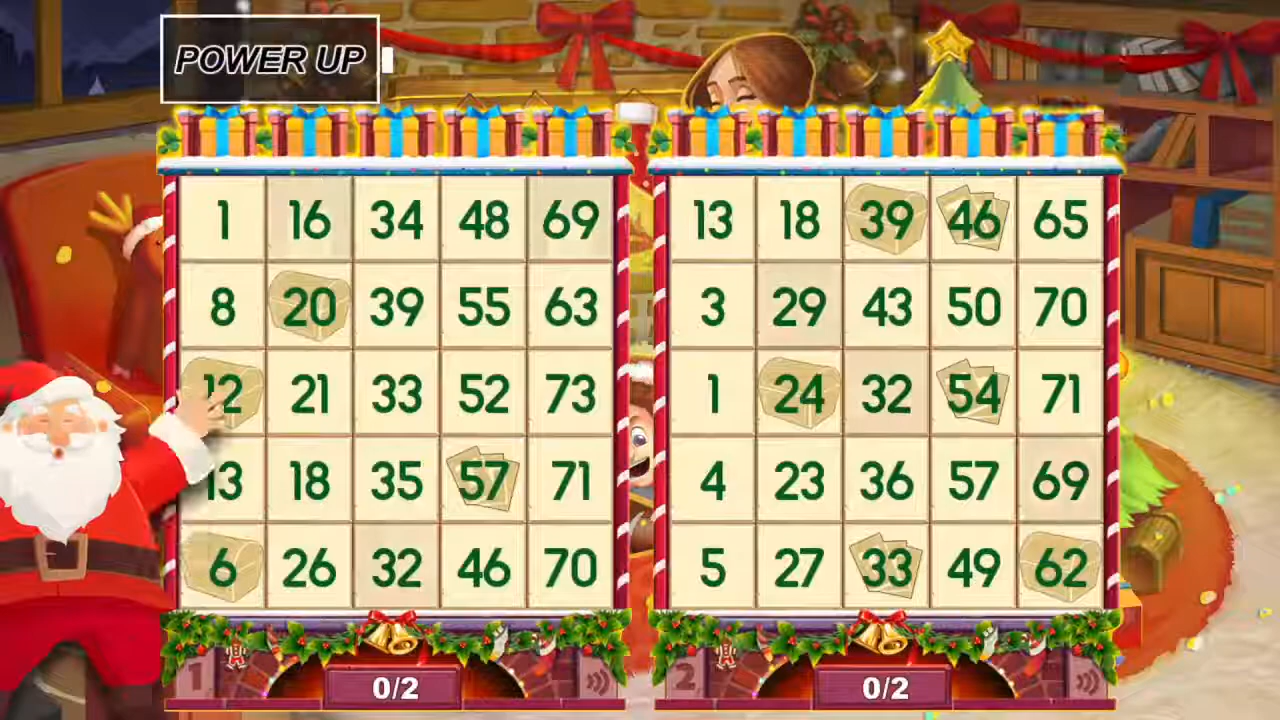 POWER UP
1 16 34 48 69
8 20 39 55 63
12 21 33 52 73
13 18 35 57 71
6 26 32 46 70
1
0/2
13 18 39 46 65
3 29 43 50 70
1 24 32 54 71
4 23 36 57 69
5 27 33 49 62
2
0/2